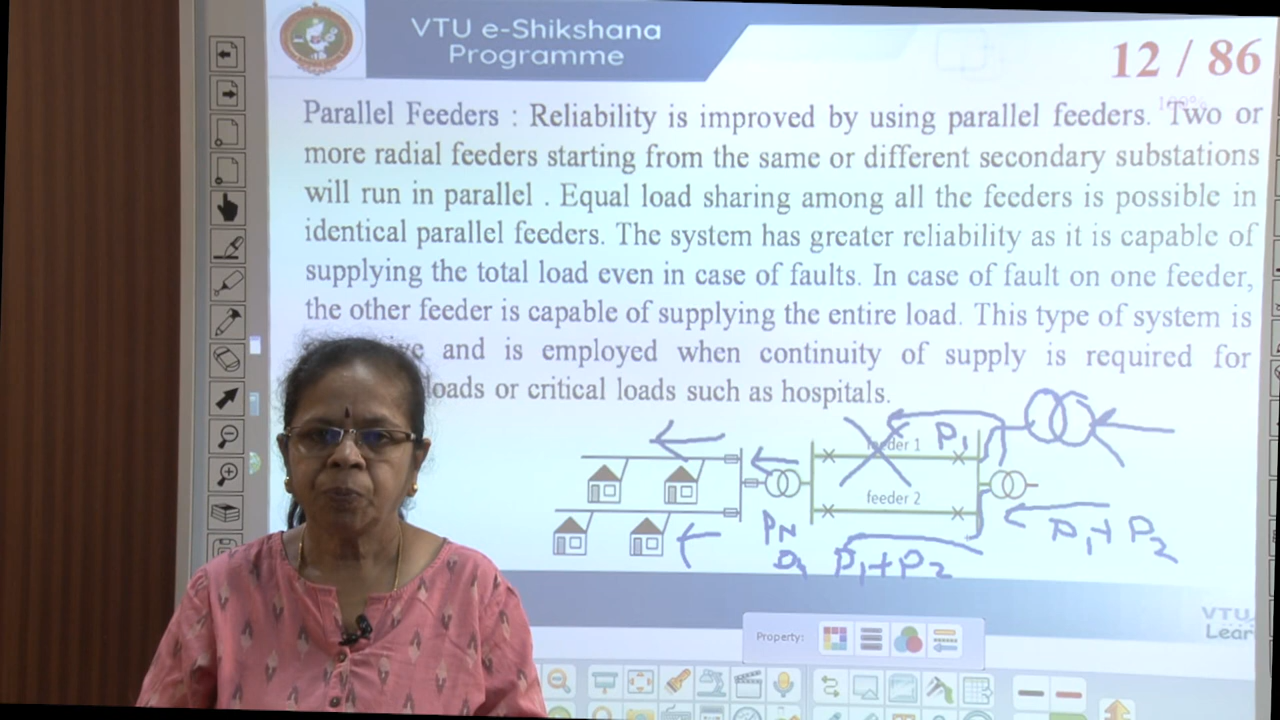 VTU e-Shikshana
Programme
12 / 86
100%
Parallel Feeders : Reliability is improved by using parallel feeders. Two or
more radial feeders starting from the same or different secondary substations
will run in parallel . Equal load sharing among all the feeders is possible in
identical parallel feeders. The system has greater reliability as it is capable of
supplying the total load even in case of faults. In case of fault on one feeder,
the other feeder is capable of supplying the entire load. This type of system is
and is employed when continuity of supply is required for
loads or critical loads such as hospitals.
feeder 1
P1
feeder 2
P1 + P2
P1 + P2
Property:
VTU